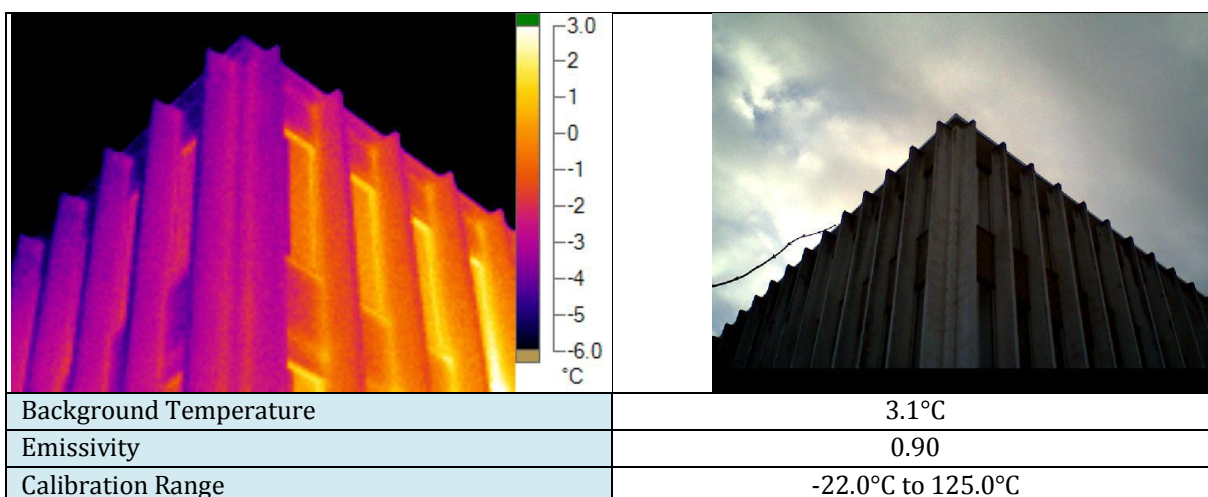 3.0
-2
-1
-0
-1
-2
-3
-4
-5
-6.0
°C
Background Temperature 3.1°C
Emissivity 0.90
Calibration Range -22.0°C to 125.0°C